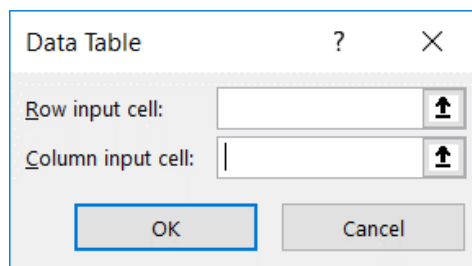 Data Table ?
Row input cell:
Column input cell:
OK Cancel